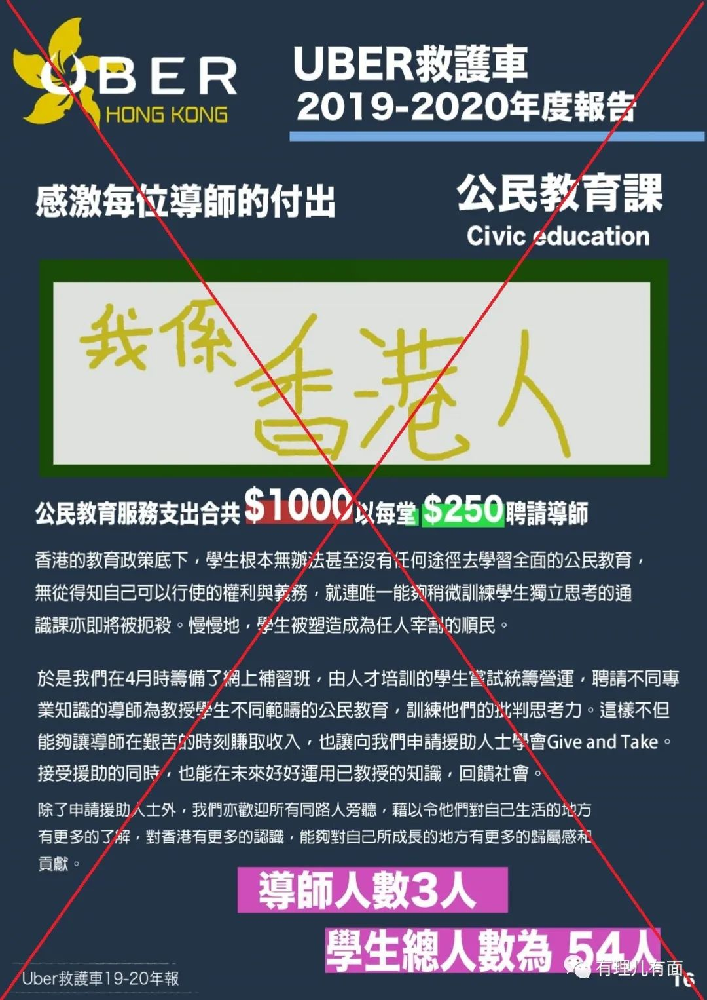 UBER
HONG KONG
UBER救護車
2019-2020年度報告
感激每位導師的付出
公民教育課
Civic education
我係香港人
公民教育服務支出合共$1000以每堂$250聘請導師
香港的教育政策底下，學生根本無辦法甚至沒有任何途徑去學習全面的公民教育，
無從得知自己可以行使的權利與義務，就連唯一能夠稍微訓練學生獨立思考的通
識課亦即將被扼殺。慢慢地，學生被塑造成為任人宰割的順民。
於是我們在4月時籌備了網上補習班，由人才培訓的學生嘗試統籌營運，聘請不同專
業知識的導師為教授學生不同範疇的公民教育，訓練他們的批判思考力。這樣不但
能夠讓導師在艱苦的時刻賺取收入，也讓向我們申請援助人士學會Give and Take。
接受援助的同時，也能在未來好好運用已教授的知識，回饋社會。
除了申請援助人士外，我們亦歡迎所有同路人旁聽，藉以令他們對自己生活的地方
有更多的了解，對香港有更多的認識，能夠對自己所成長的地方有更多的歸屬感和
貢獻。
導師人數3人
學生總人數為 54人
Uber救護車19-20年報
有理儿有面
16